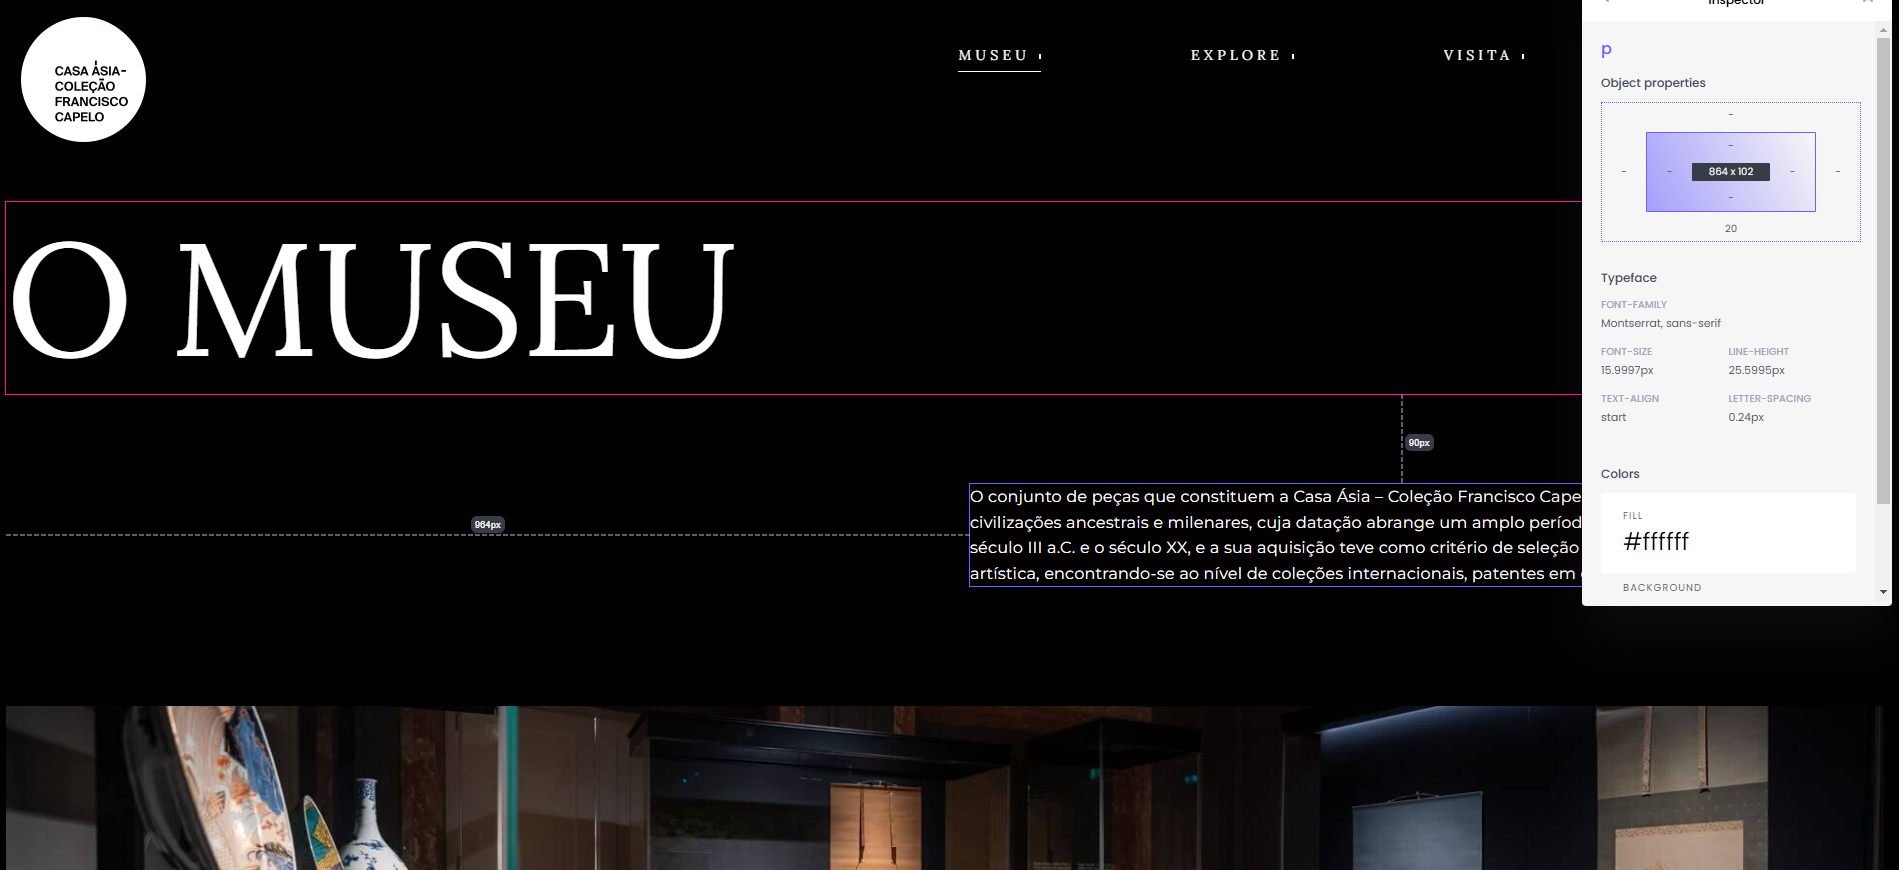 CASA ÁSIA-
COLEÇÃO
FRANCISCO
CAPELO
MUSEU
EXPLORE
VISITA
O MUSEU
90px
964px
O conjunto de peças que constituem a Casa Ásia – Coleção Francisco Cape
civilizações ancestrais e milenares, cuja datação abrange um amplo períod
século III a.C. e o século XX, e a sua aquisição teve como critério de seleção
artística, encontrando-se ao nível de coleções internacionais, patentes em
Inspector
p
Object properties
-
-
- - 864 x 102 - -
-
20
Typeface
FONT-FAMILY
Montserrat, sans-serif
FONT-SIZE LINE-HEIGHT
15.9997px 25.5995px
TEXT-ALIGN LETTER-SPACING
start 0.24px
Colors
FILL
#ffffff
BACKGROUND